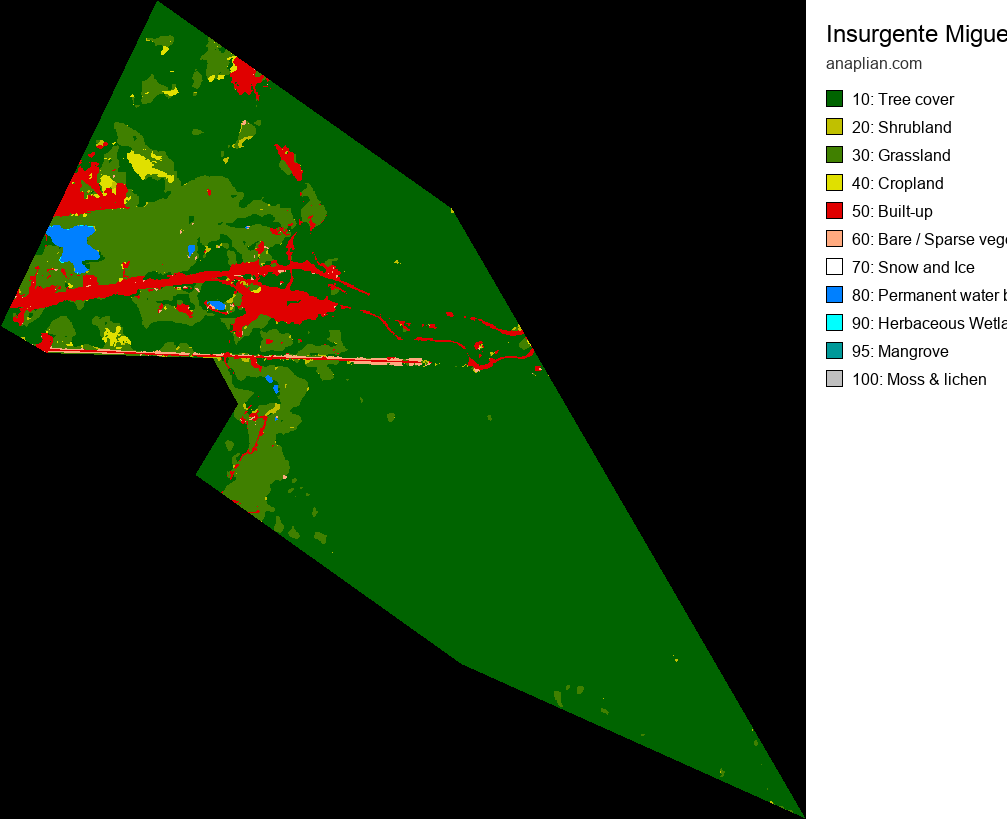 Insurgente Migue
anaplian.com
10: Tree cover
20: Shrubland
30: Grassland
40: Cropland
50: Built-up
60: Bare / Sparse vege
70: Snow and Ice
80: Permanent water b
90: Herbaceous Wetla
95: Mangrove
100: Moss & lichen